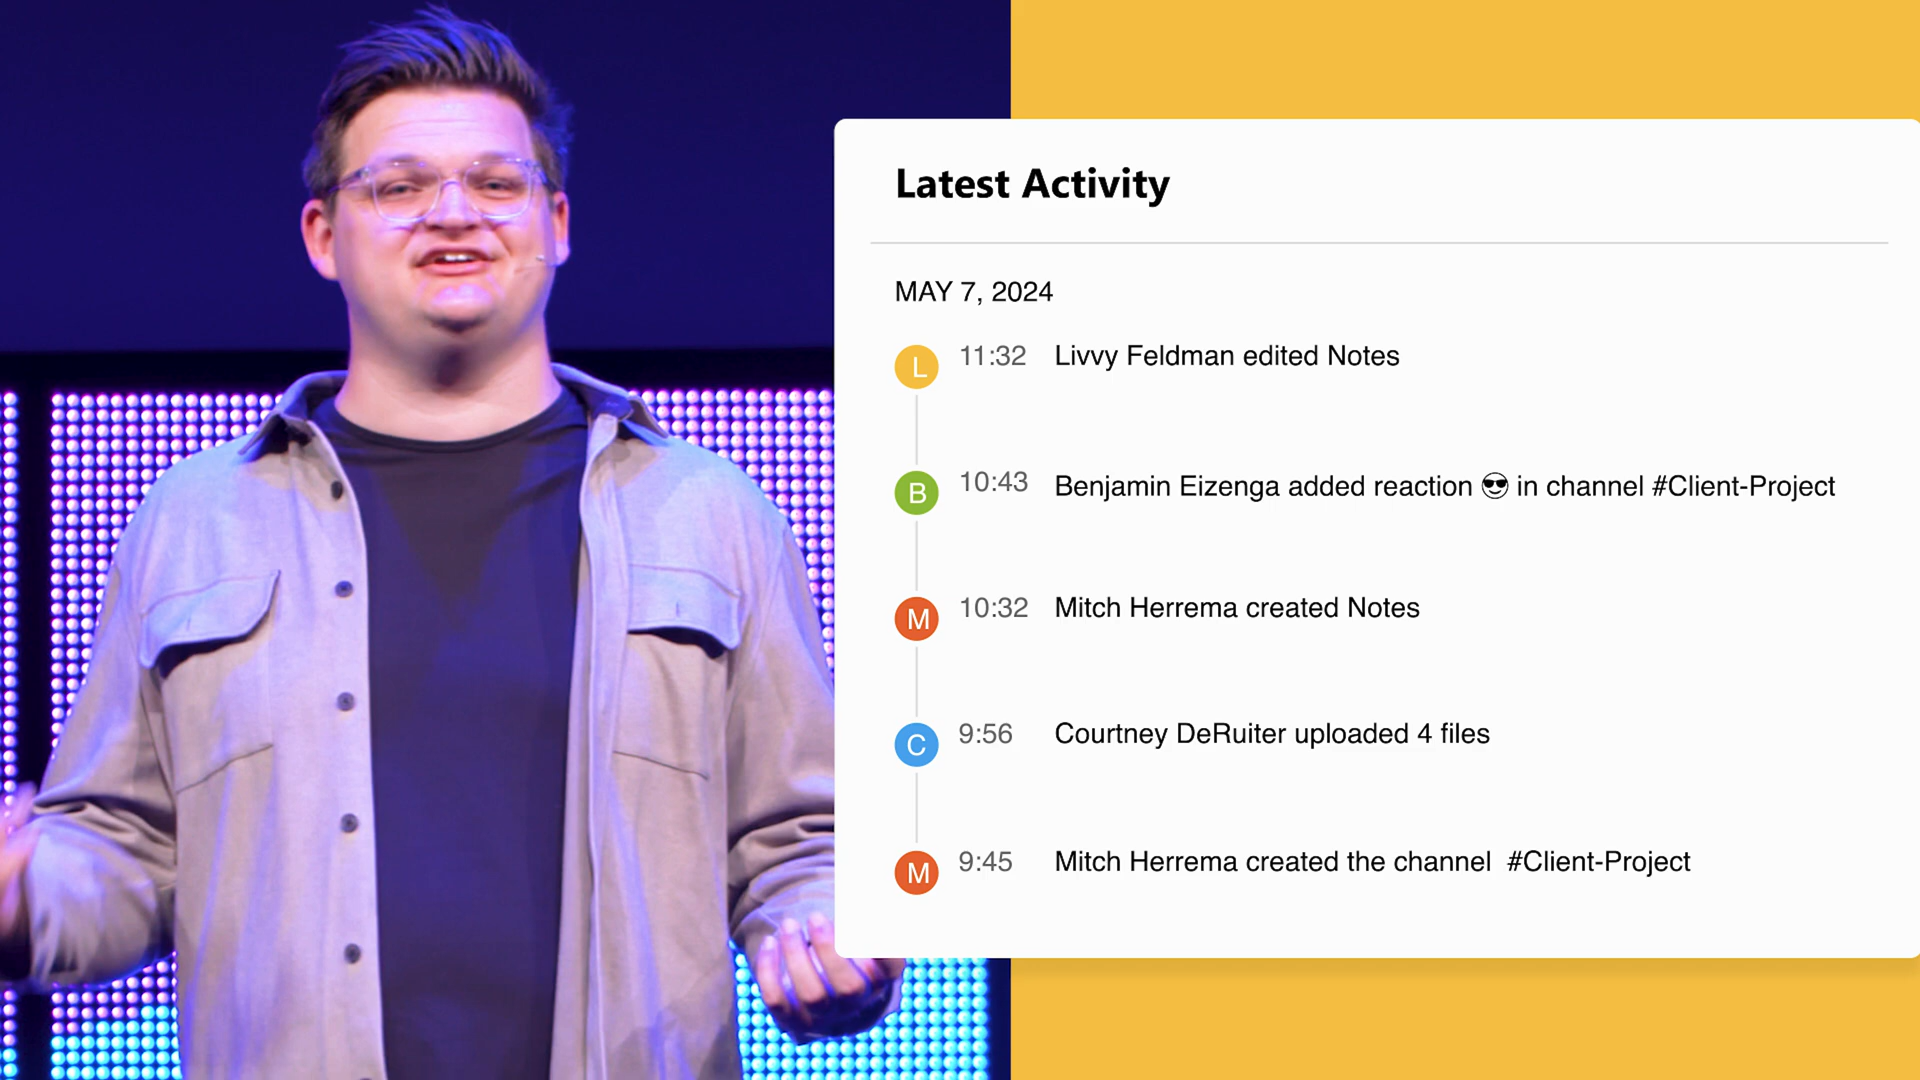 Latest Activity
MAY 7, 2024
L 11:32 Livvy Feldman edited Notes
B 10:43 Benjamin Eizenga added reaction 😎 in channel #Client-Project
M 10:32 Mitch Herrema created Notes
C 9:56 Courtney DeRuiter uploaded 4 files
M 9:45 Mitch Herrema created the channel #Client-Project